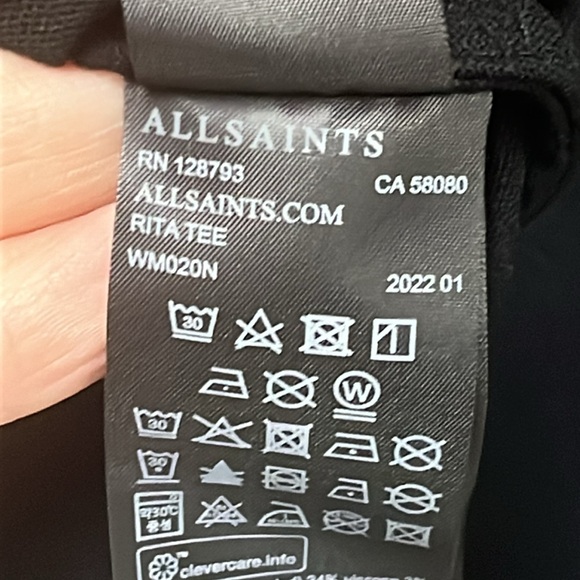 ALLSAINTS
RN 128793
CA 58080
ALLSAINTS.COM
RITA TEE
WM020N
2022 01
30
W
30
30
약30℃
중성
clevercare.info